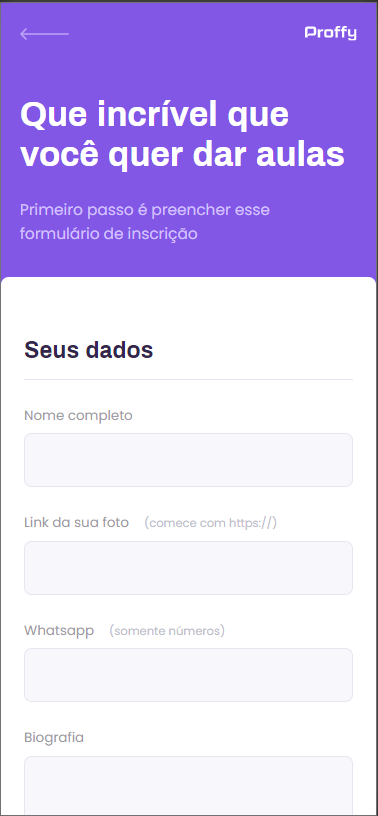 Proffy
Que incrível que
você quer dar aulas
Primeiro passo é preencher esse
formulário de inscrição
Seus dados
Nome completo
Link da sua foto (comece com https://)
Whatsapp (somente números)
Biografia